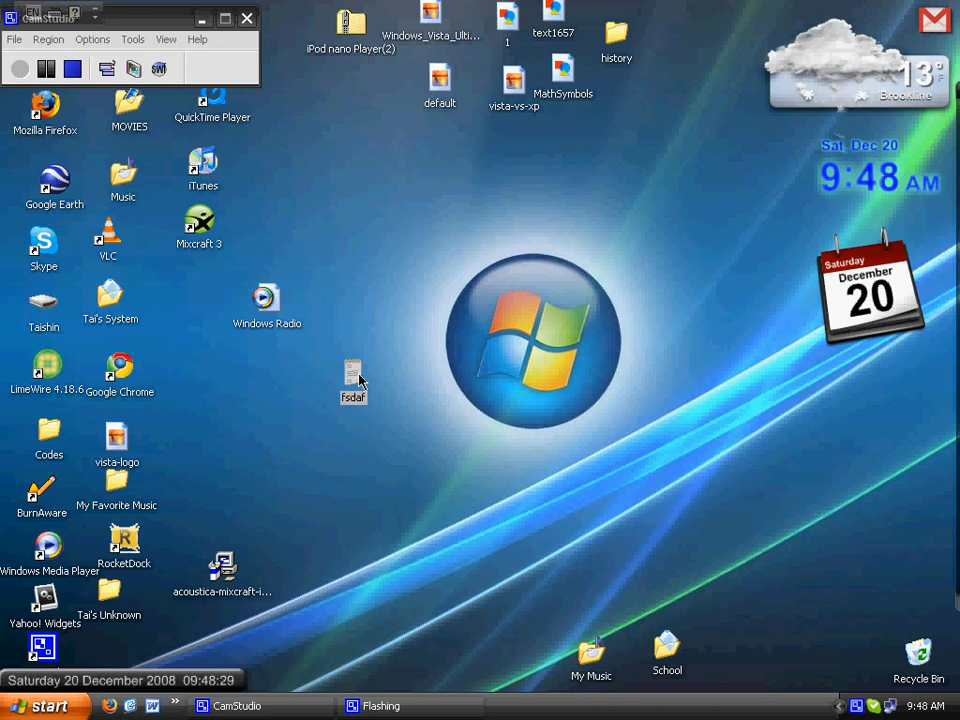 EN
CamStudio
File Region Options Tools View Help
iPod nano Player(2)
Windows_Vista_Ulti...
1
text1657
history
default
vista-vs-xp
MathSymbols
13° F
Brookline
Sat, Dec 20
9:48 AM
Saturday
December
20
Mozilla Firefox
MOVIES
QuickTime Player
Google Earth
Music
iTunes
Skype
VLC
Mixcraft 3
Taishin
Tai's System
Windows Radio
LimeWire 4.18.6
Google Chrome
fsdaf
Codes
vista-logo
BurnAware
My Favorite Music
Windows Media Player
RocketDock
acoustica-mixcraft-i...
Yahoo! Widgets
Tai's Unknown
My Music
School
Recycle Bin
Saturday 20 December 2008 09:48:29
start
»
CamStudio
Flashing
9:48 AM